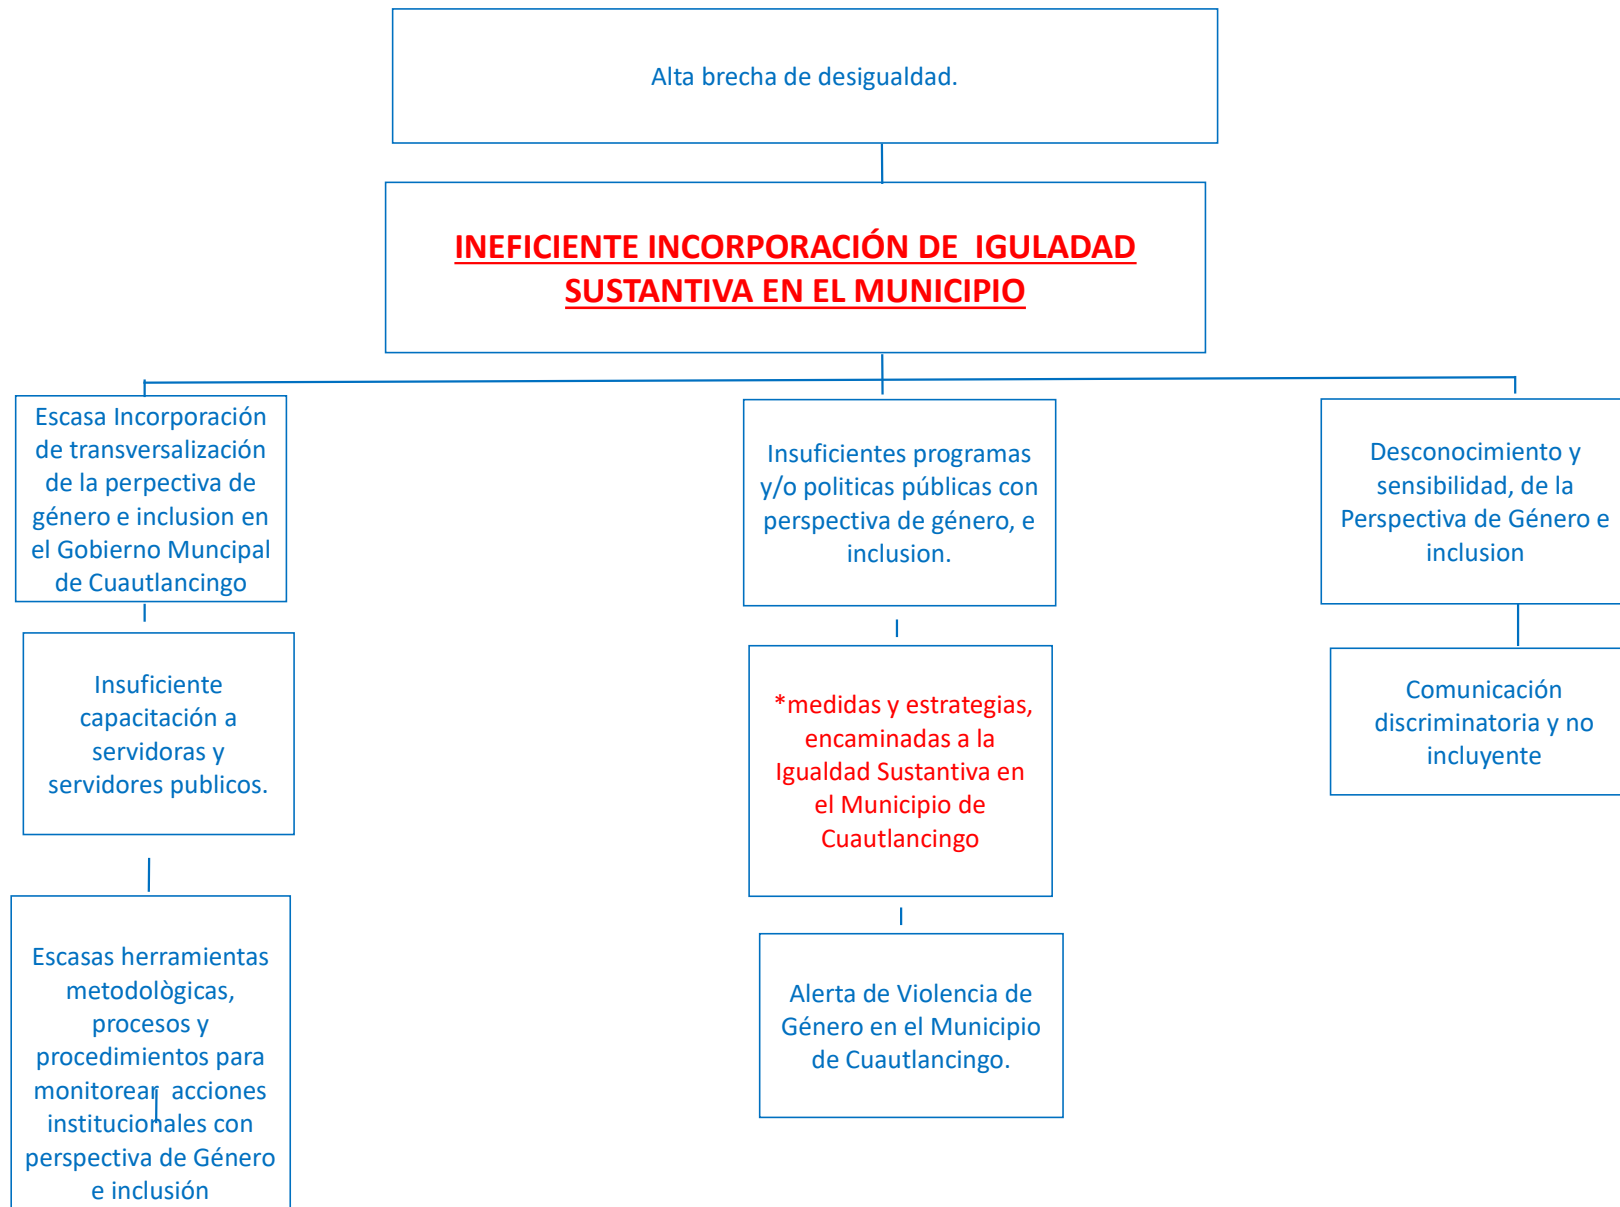 Alta brecha de desigualdad.
INEFICIENTE INCORPORACIÓN DE  IGULADAD
SUSTANTIVA EN EL MUNICIPIO
Escasa Incorporación
de transversalización
de la perpectiva de
género e inclusion en
el Gobierno Muncipal
de Cuautlancingo
Insuficiente
capacitación a
servidoras y
servidores publicos.
Escasas herramientas
metodològicas,
procesos y
procedimientos para
monitorear  acciones
institucionales con
perspectiva de Género
e inclusión
Insuficientes programas
y/o politicas públicas con
perspectiva de género, e
inclusion.
*medidas y estrategias,
encaminadas a la
Igualdad Sustantiva en
el Municipio de
Cuautlancingo
Alerta de Violencia de
Género en el Municipio
de Cuautlancingo.
Desconocimiento y
sensibilidad, de la
Perspectiva de Género e
inclusion
Comunicación
discriminatoria y no
incluyente